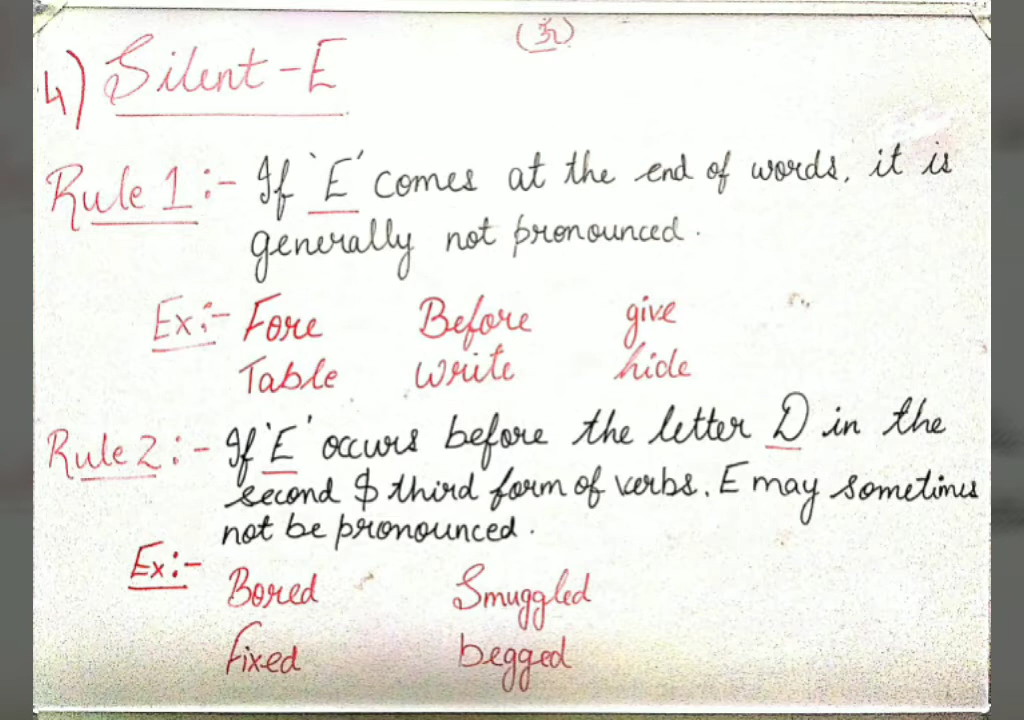 4) Silent-E
Rule 1:- If 'E' comes at the end of words, it is
generally not pronounced.
Ex:- Fore Before give
Table write hide
Rule 2:- If 'E' occurs before the letter D in the
second & third form of verbs. E may sometimes
not be pronounced.
Ex:-
Bored Smuggled
fixed begged